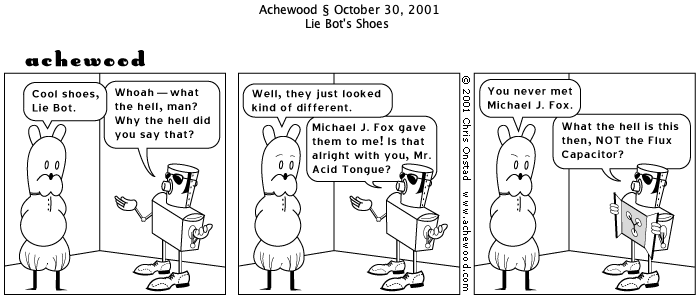 Achewood § October 30, 2001
Lie Bot's Shoes
achewood
Cool shoes,
Lie Bot.
Whoah — what
the hell, man?
Why the hell did
you say that?
Well, they just looked
kind of different.
Michael J. Fox gave
them to me! Is that
alright with you, Mr.
Acid Tongue?
© 2001 Chris Onstad www.achewood.com
You never met
Michael J. Fox.
What the hell is this
then, NOT the Flux
Capacitor?